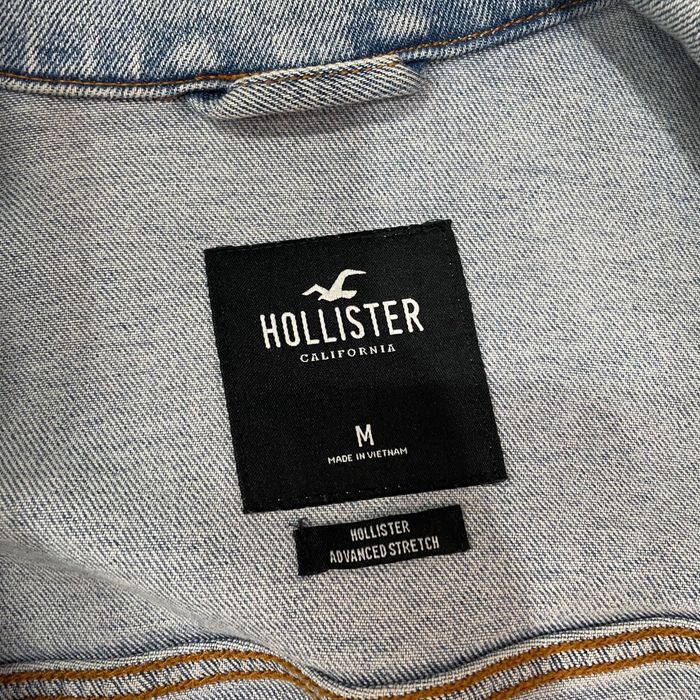 HOLLISTER
CALIFORNIA
M
MADE IN VIETNAM
HOLLISTER
ADVANCED STRETCH